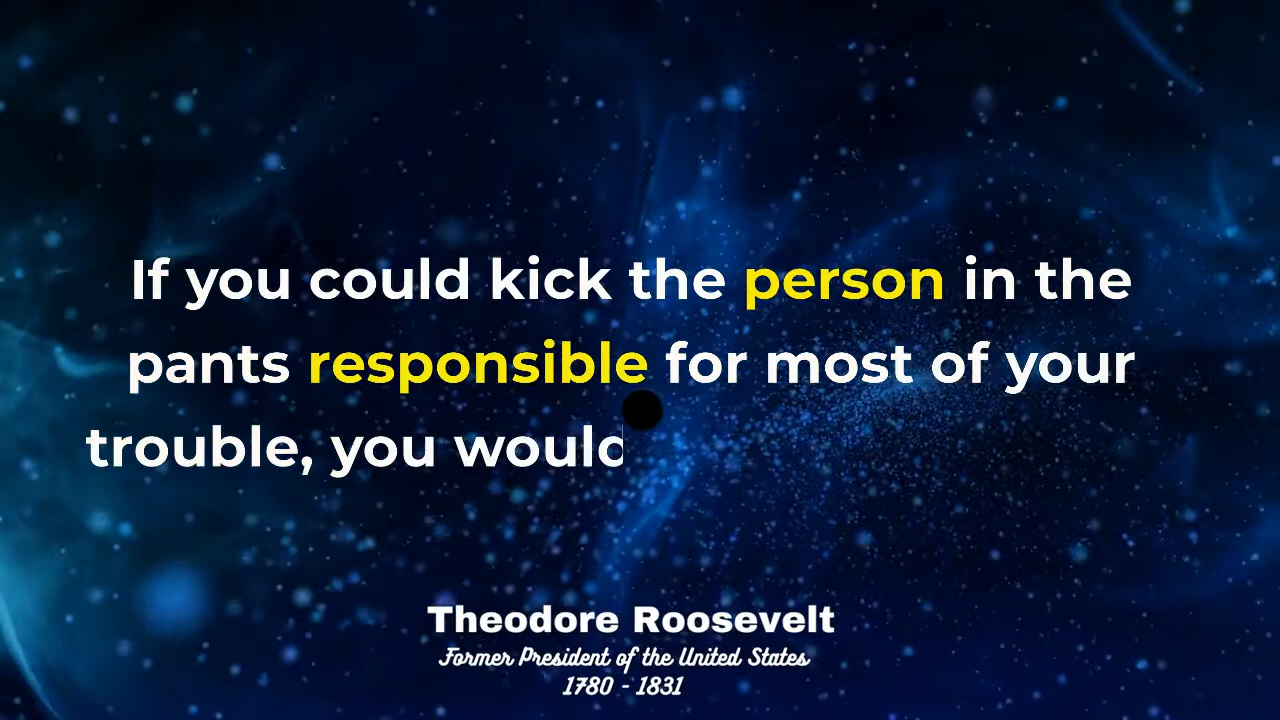 If you could kick the person in the
pants responsible for most of your
trouble, you would
Theodore Roosevelt
Former President of the United States
1780 - 1831